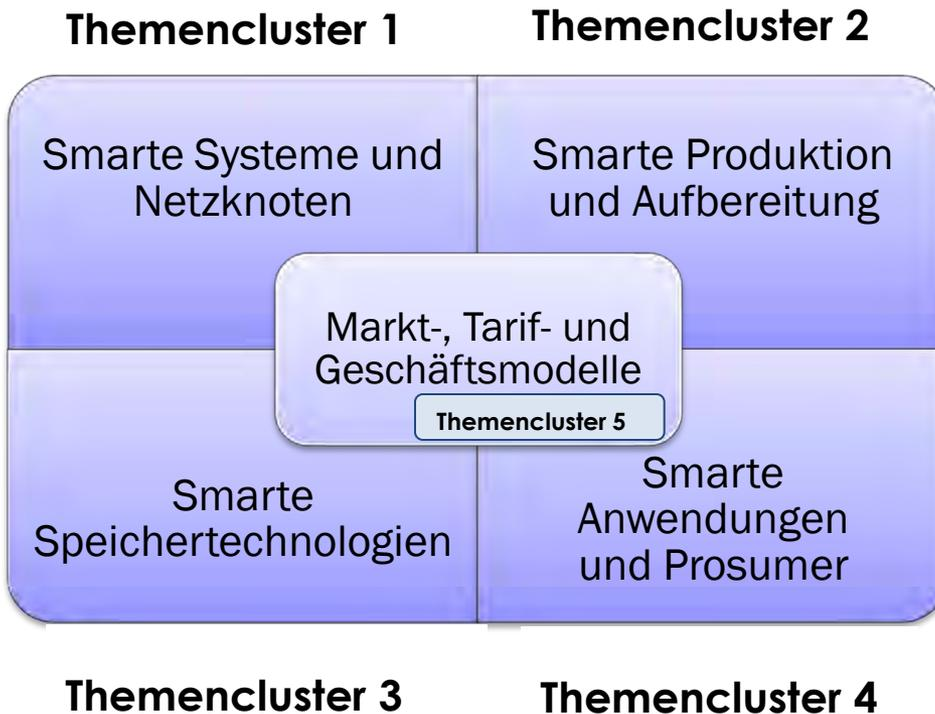 Themencluster 1
Themencluster 2
Smarte Systeme und
Netzknoten
Smarte Produktion
und Aufbereitung
Markt-, Tarif- und
Geschäftsmodelle
Themencluster 5
Smarte
Speichertechnologien
Smarte
Anwendungen
und Prosumer
Themencluster 3
Themencluster 4